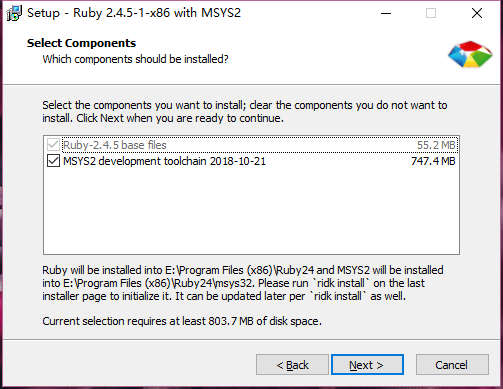 Setup - Ruby 2.4.5-1-x86 with MSYS2
Select Components
Which components should be installed?
Select the components you want to install; clear the components you do not want to
install. Click Next when you are ready to continue.
Ruby-2.4.5 base files 55.2 MB
MSYS2 development toolchain 2018-10-21 747.4 MB
Ruby will be installed into E:\Program Files (x86)\Ruby24 and MSYS2 will be installed
into E:\Program Files (x86)\Ruby24\msys32. Please run `ridk install` on the last
installer page to initialize it. It can be updated later per `ridk install` as well.
Current selection requires at least 803.7 MB of disk space.
< Back Next > Cancel